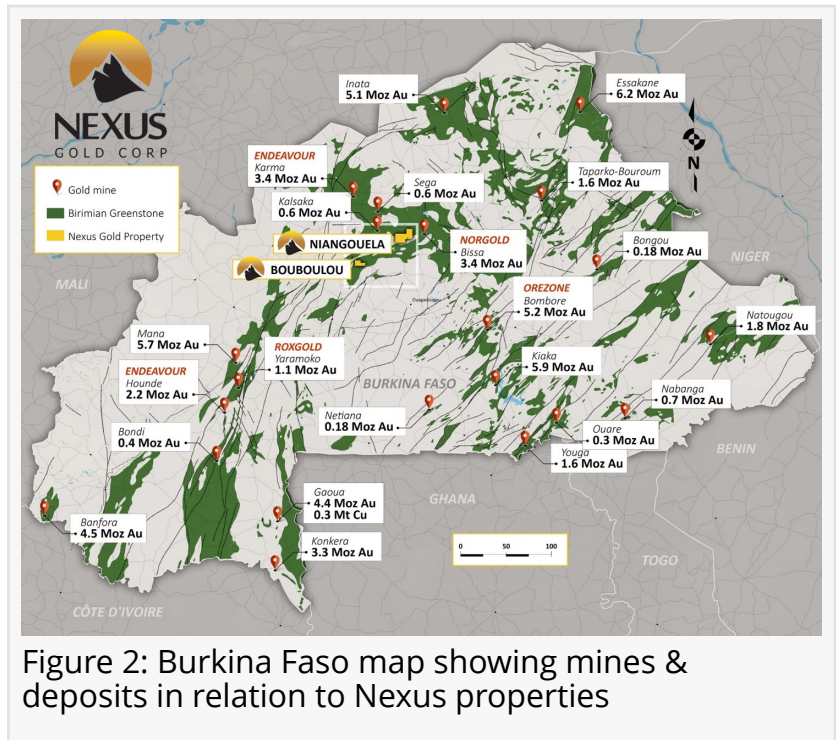 NEXUS
GOLD CORP
Gold mine
Birimian Greenstone
Nexus Gold Property
Inata
5.1 Moz Au
Essakane
6.2 Moz Au
N
ENDEAVOUR
Karma
3.4 Moz Au
Sega
0.6 Moz Au
Taparko-Bouroum
1.6 Moz Au
Kalsaka
0.6 Moz Au
NIANGOUELA
BOUBOULOU
NORGOLD
Bissa
3.4 Moz Au
Bongou
0.18 Moz Au
NIGER
MALI
OREZONE
Bombore
5.2 Moz Au
Ouagadougou
Natougou
1.8 Moz Au
Mana
5.7 Moz Au
ROXGOLD
Yaramoko
1.1 Moz Au
Kiaka
5.9 Moz Au
ENDEAVOUR
Hounde
2.2 Moz Au
BURKINA FASO
Nabanga
0.7 Moz Au
Netiana
0.18 Moz Au
Bondi
0.4 Moz Au
Ouare
0.3 Moz Au
Youga
1.6 Moz Au
BENIN
Gaoua
4.4 Moz Au
0.3 Mt Cu
GHANA
Banfora
4.5 Moz Au
Konkera
3.3 Moz Au
0 50 100
TOGO
CÔTE D'IVOIRE
Figure 2: Burkina Faso map showing mines &
deposits in relation to Nexus properties